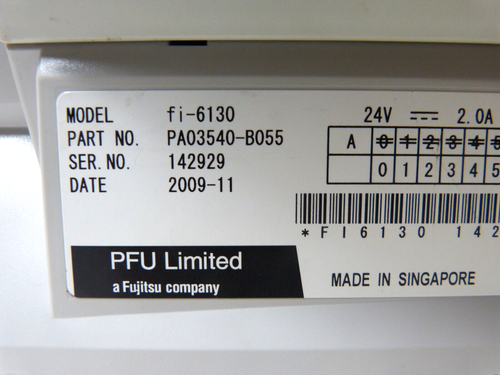 MODEL fi-6130 24V ⎓ 2.0A
PART NO. PA03540-B055 A 0 1 2 3 4 5
SER.NO. 142929 0 1 2 3 4 5
DATE 2009-11
*FI6130 142
PFU Limited
a Fujitsu company
MADE IN SINGAPORE